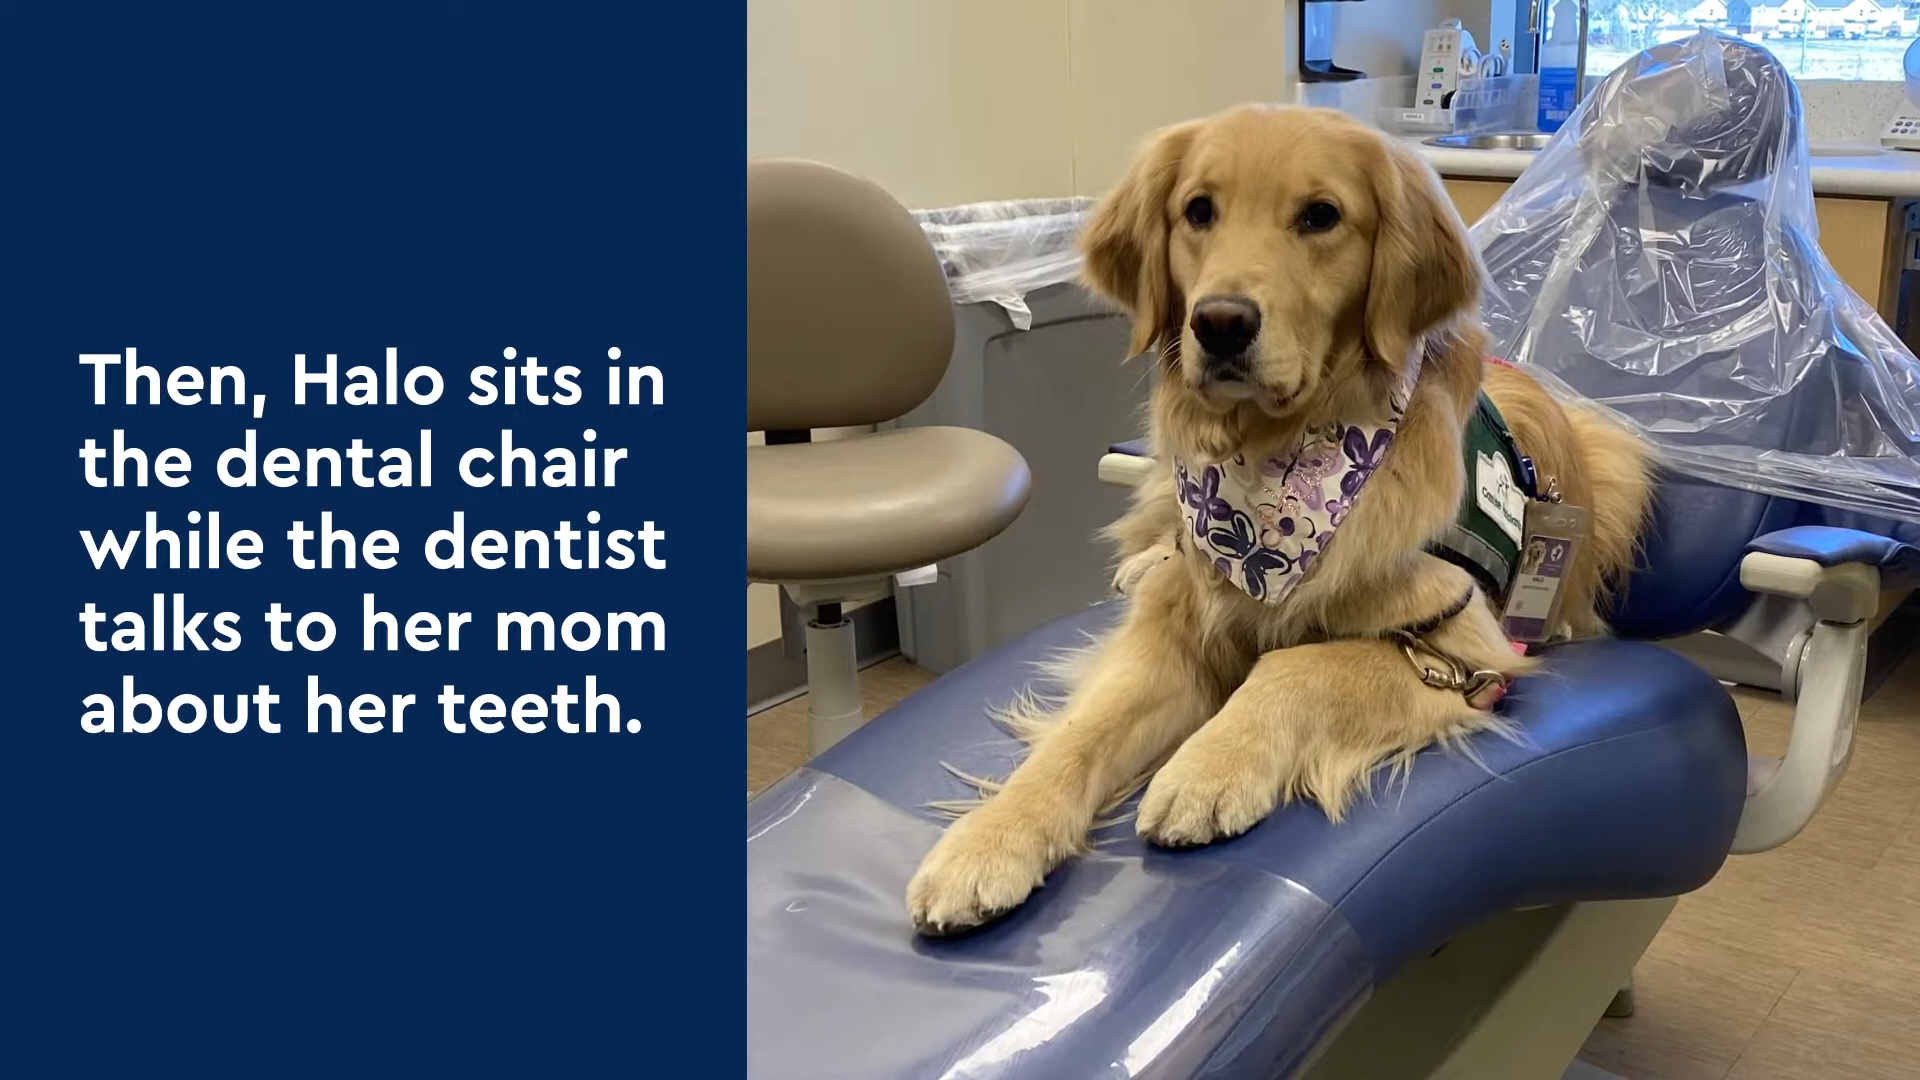 Then, Halo sits in
the dental chair
while the dentist
talks to her mom
about her teeth.